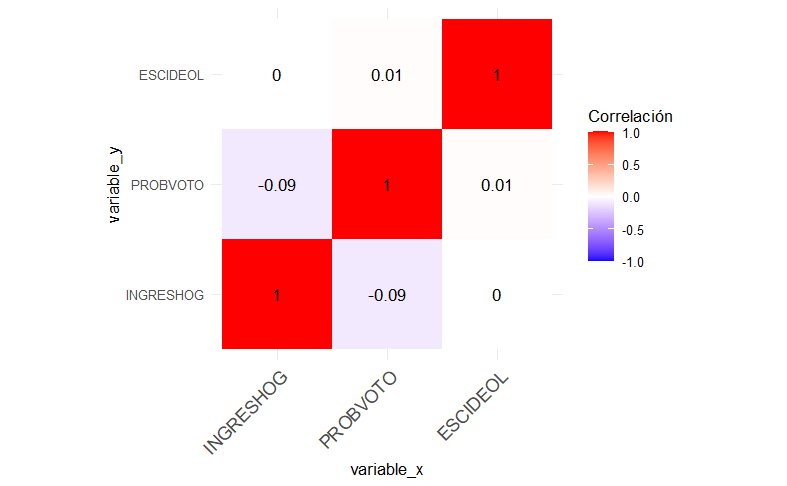 ESCIDEOL
0
0.01
1
PROBVOTO
-0.09
1
0.01
INGRESHOG
1
-0.09
0
INGRESHOG
PROBVOTO
ESCIDEOL
variable_x
variable_y
Correlación
1.0
0.5
0.0
-0.5
-1.0